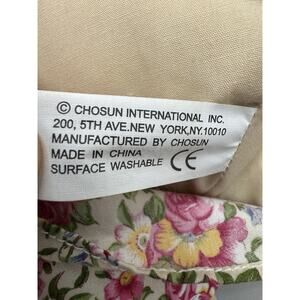 © CHOSUN INTERNATIONAL INC.
200, 5TH AVE.NEW YORK,NY.10010
MANUFACTURED BY CHOSUN
MADE IN CHINA
SURFACE WASHABLE CE